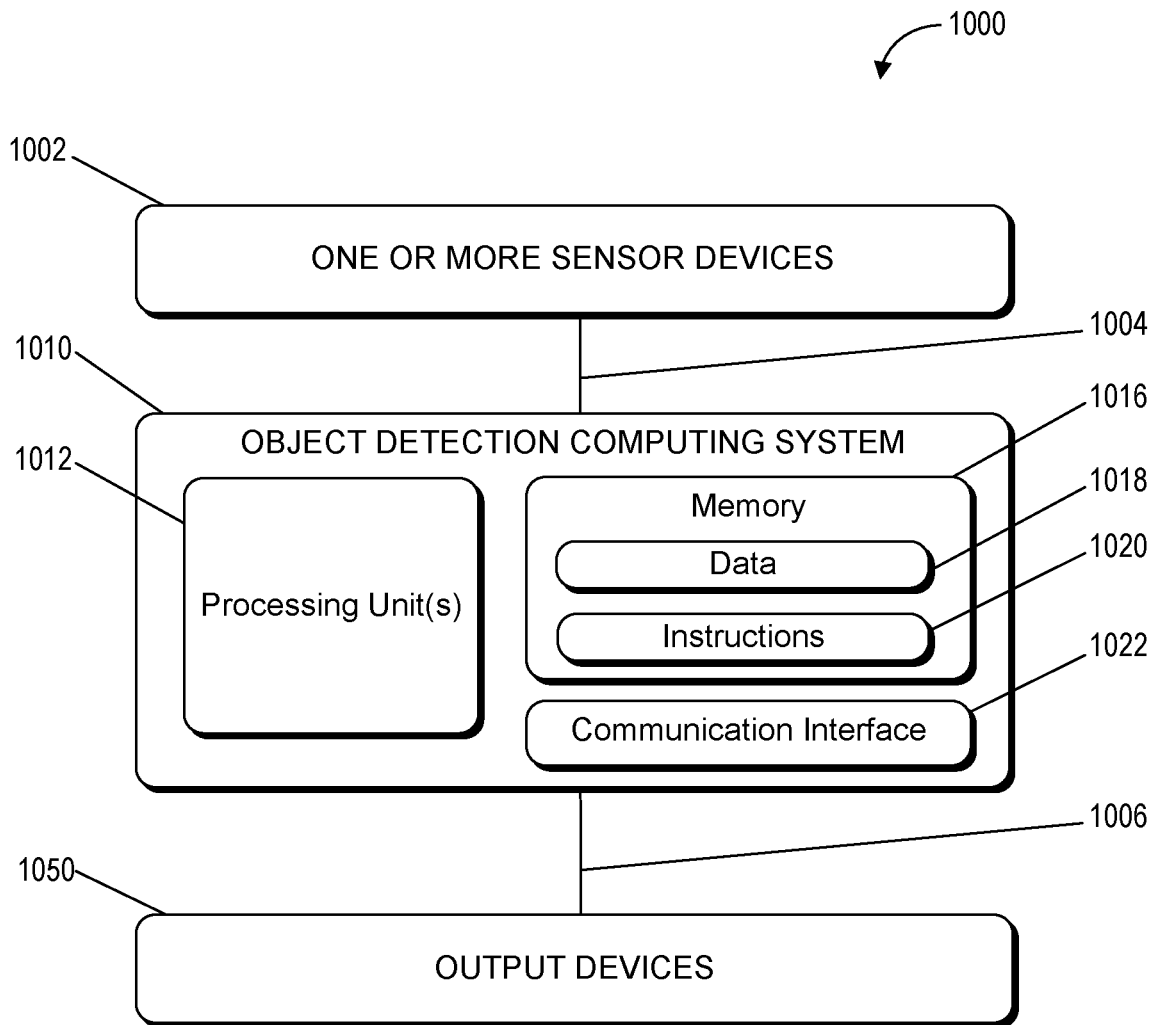 1000
1002
ONE OR MORE SENSOR DEVICES
1004
1010
OBJECT DETECTION COMPUTING SYSTEM
1016
1012
Processing Unit(s)
Memory
1018
Data
1020
Instructions
1022
Communication Interface
1006
1050
OUTPUT DEVICES